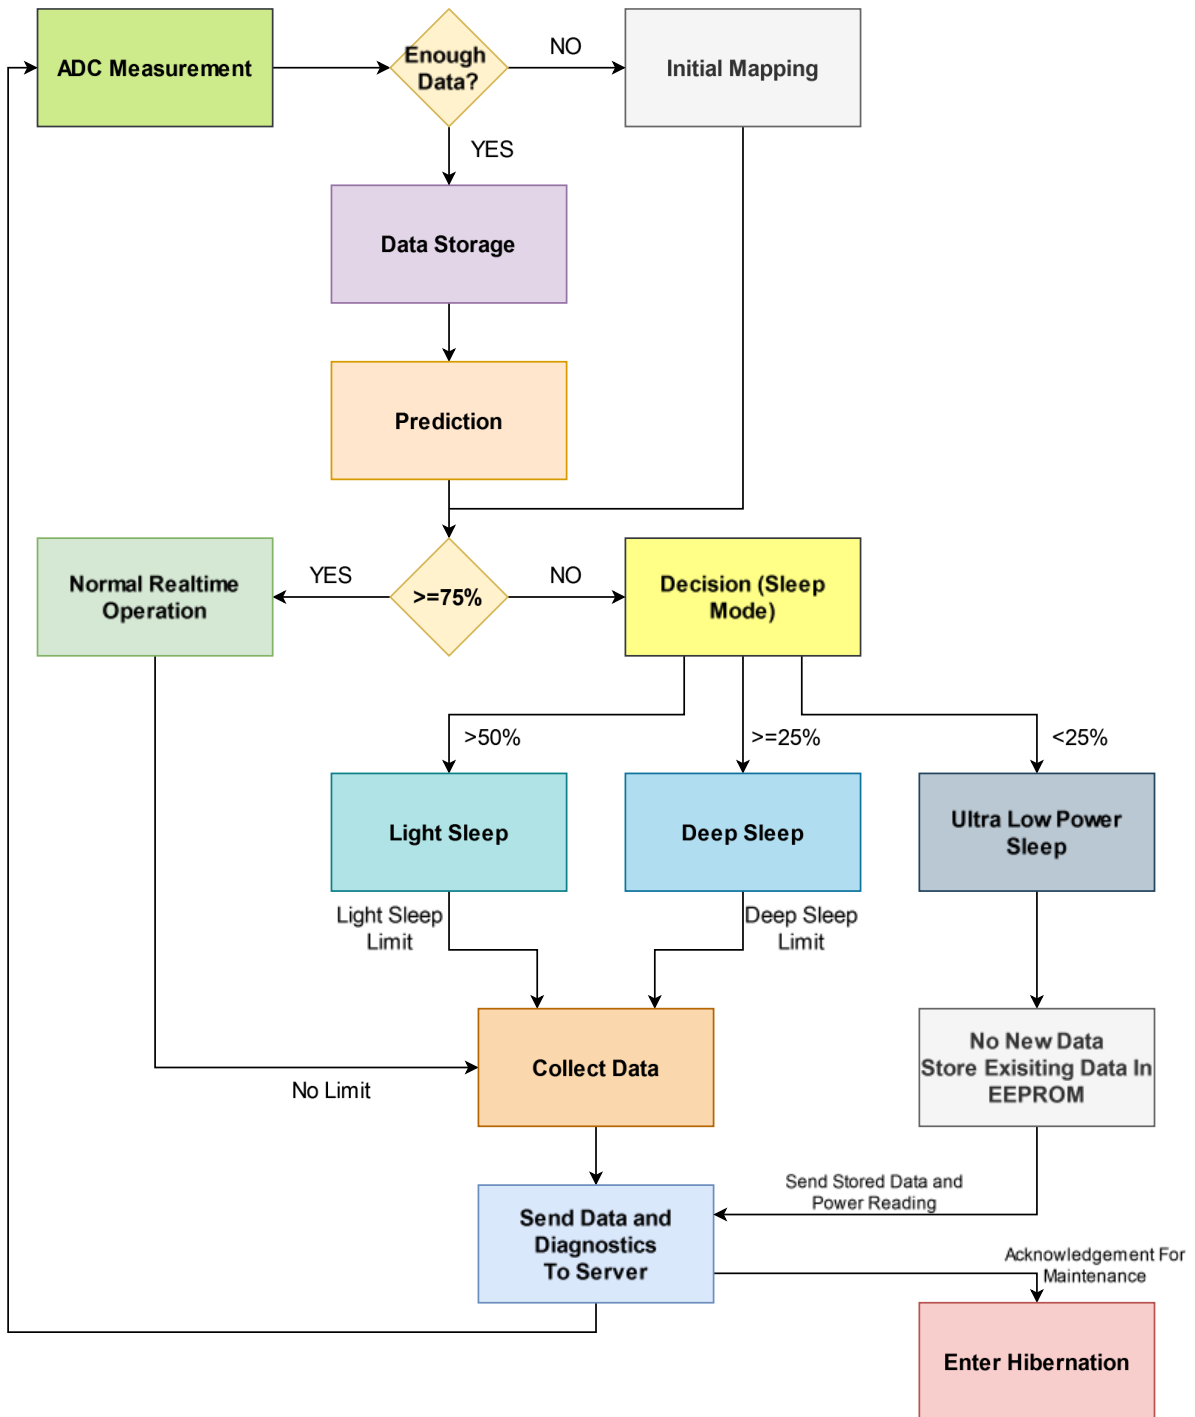 ADC Measurement
Enough
Data?
NO
Initial Mapping
YES
Data Storage
Prediction
Normal Realtime
Operation
YES
>=75%
NO
Decision (Sleep
Mode)
>50%
>=25%
<25%
Light Sleep
Deep Sleep
Ultra Low Power
Sleep
Light Sleep
Limit
Deep Sleep
Limit
No Limit
Collect Data
No New Data
Store Exisiting Data In
EEPROM
Send Stored Data and
Power Reading
Send Data and
Diagnostics
To Server
Acknowledgement For
Maintenance
Enter Hibernation